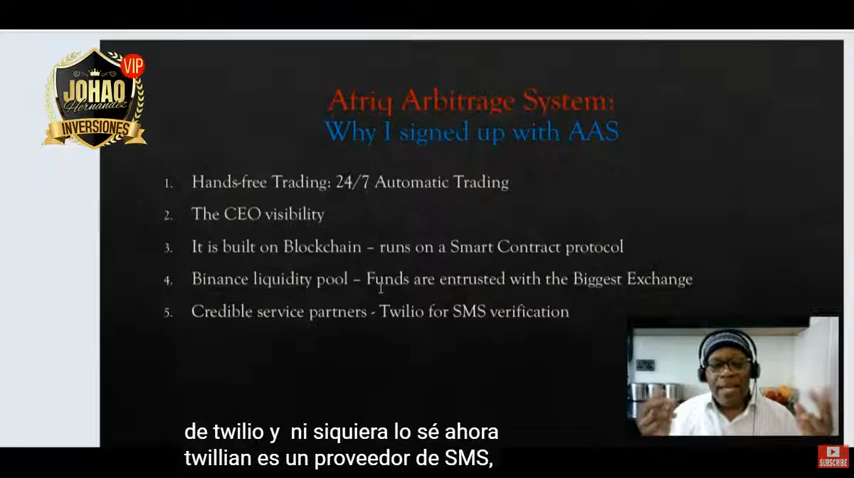 VIP
JOHAO
Hernandez
INVERSIONES
Afriq Arbitrage System:
Why I signed up with AAS
1. Hands-free Trading: 24/7 Automatic Trading
2. The CEO visibility
3. It is built on Blockchain – runs on a Smart Contract protocol
4. Binance liquidity pool – Funds are entrusted with the Biggest Exchange
5. Credible service partners - Twilio for SMS verification
de twilio y ni siquiera lo sé ahora
twillian es un proveedor de SMS,
SUBSCRIBE